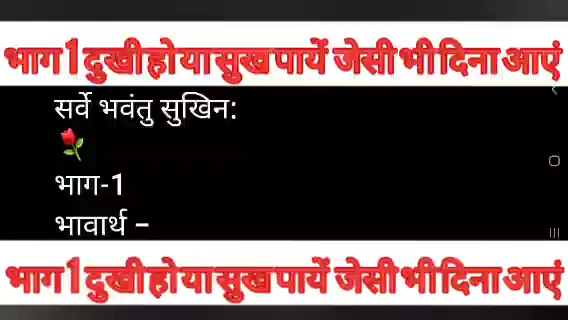 भाग 1 दुखी हो या सुख पायें जेसी भी दिना आएं
सर्वे भवंतु सुखिन:
🌹
भाग-1
भावार्थ –
भाग 1 दुखी हो या सुख पायें जेसी भी दिना आएं